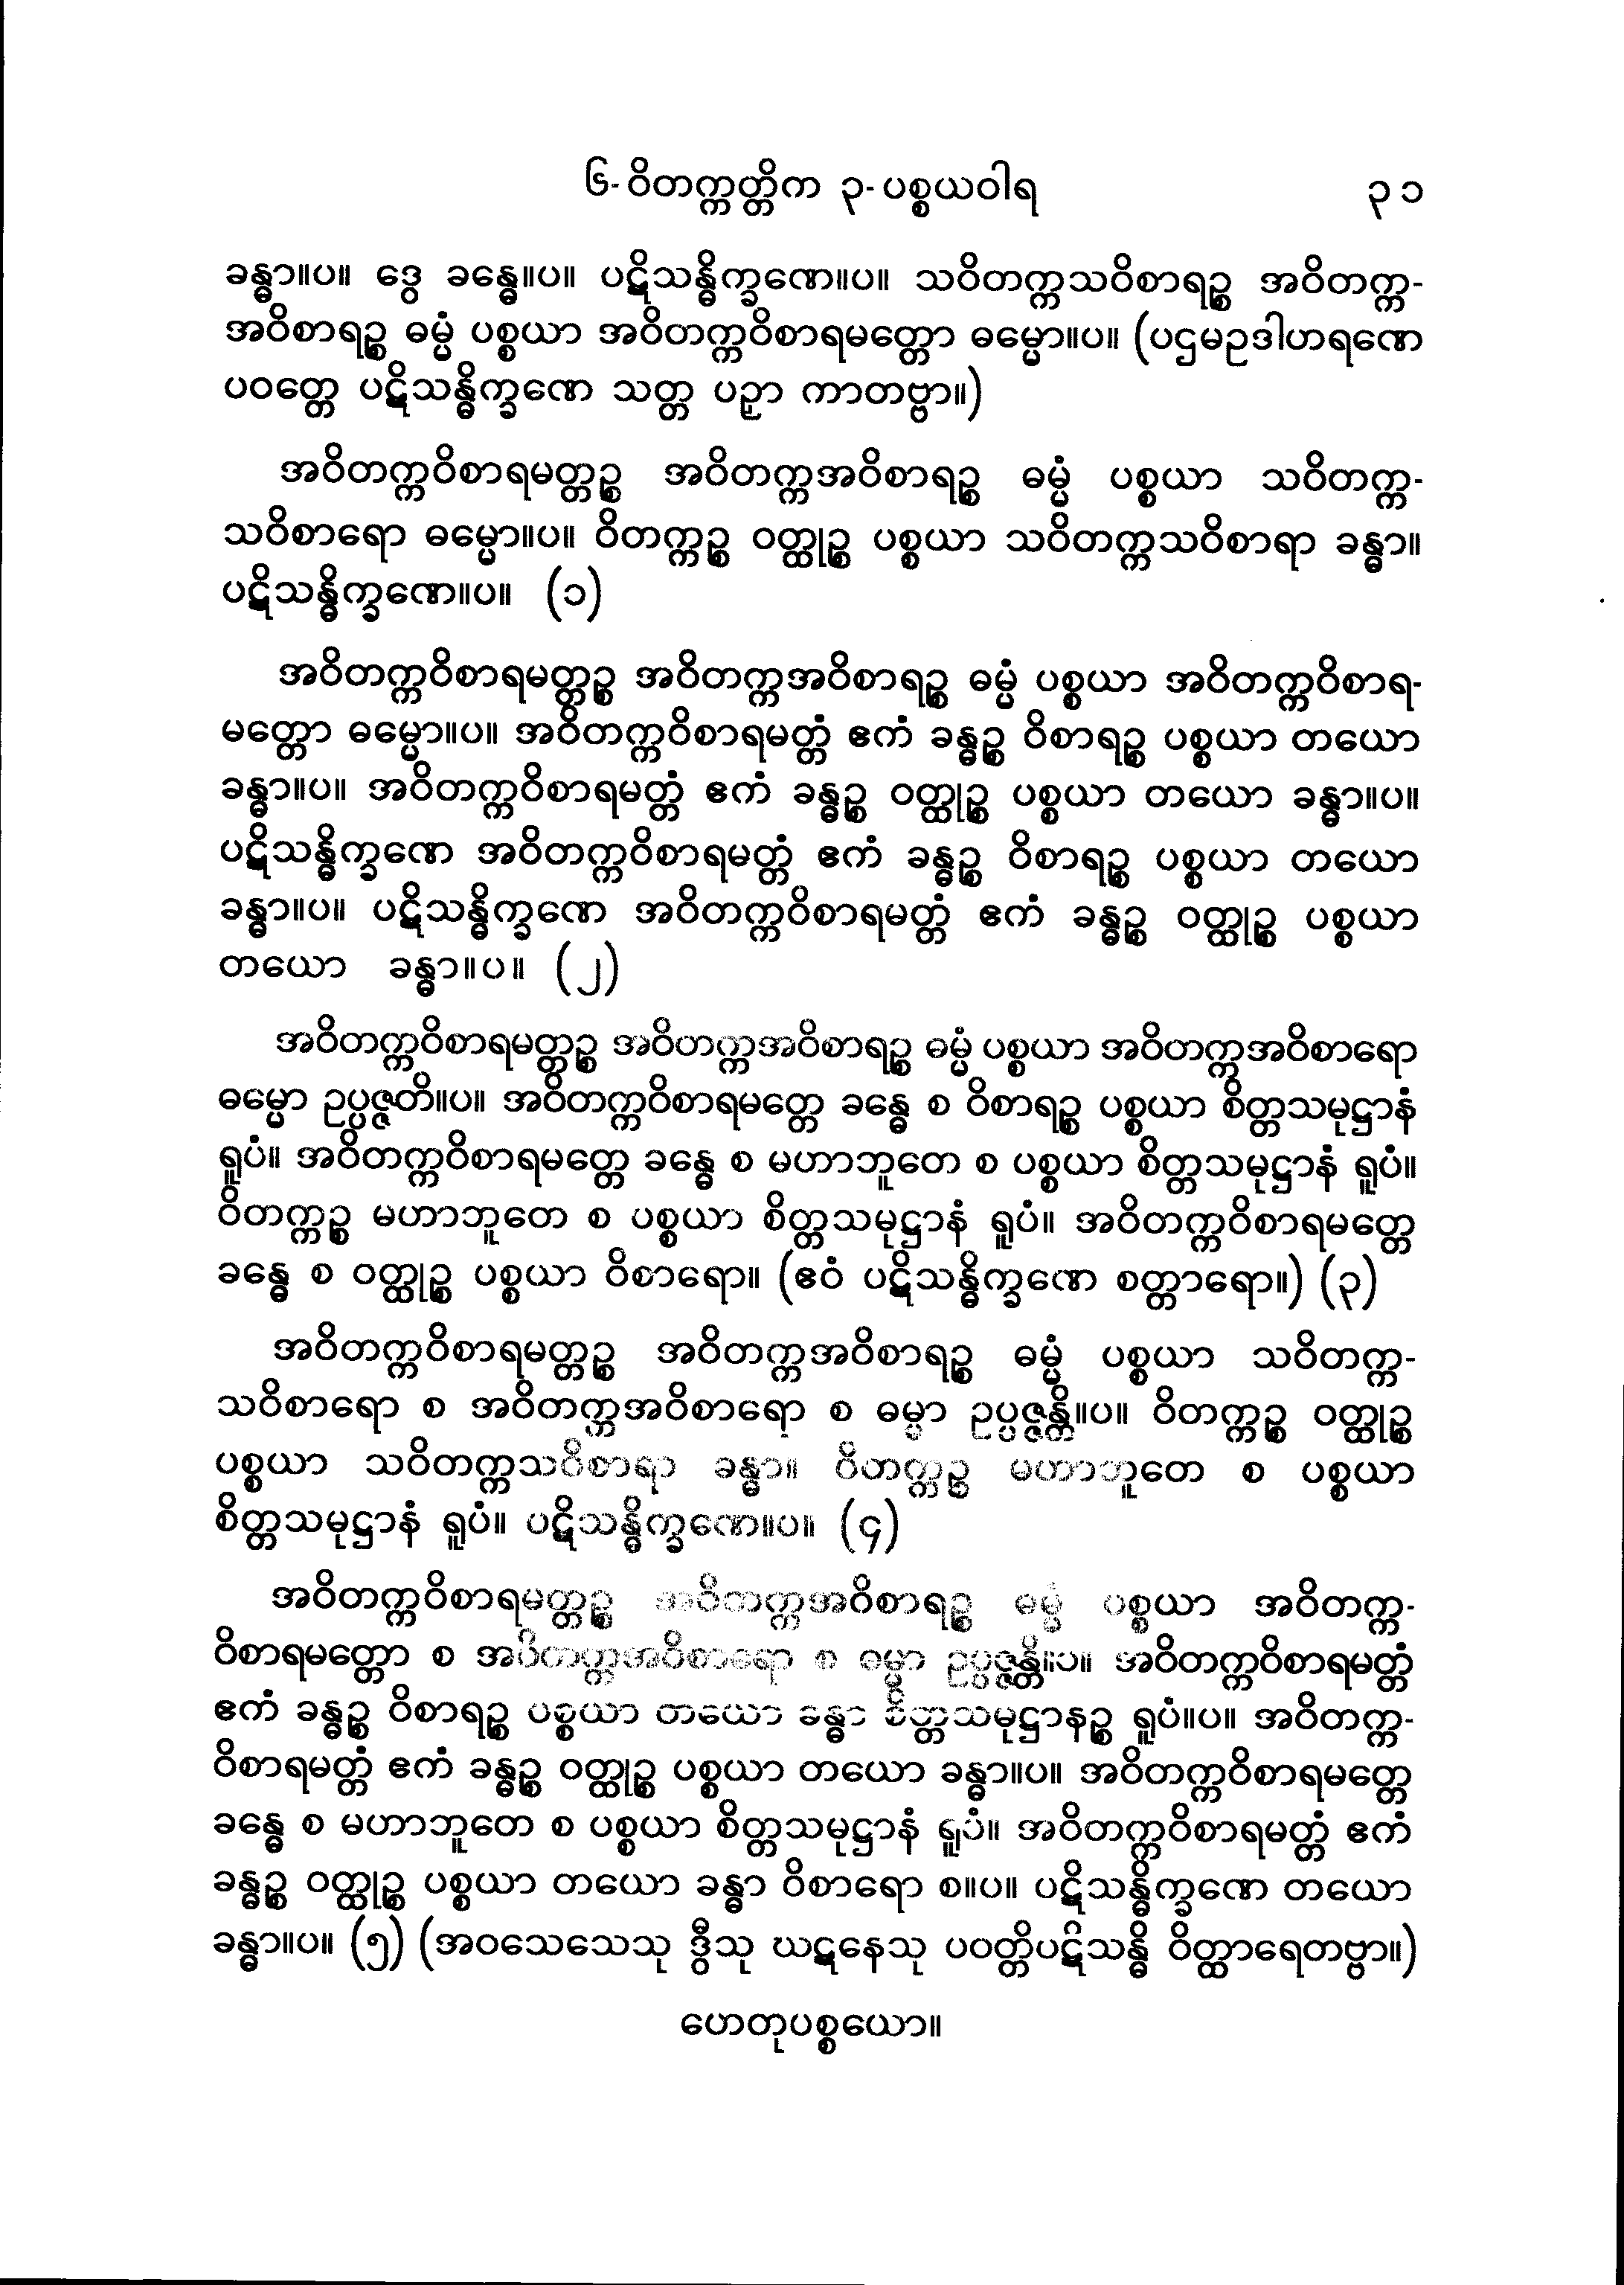 ၆-ဝိတက္ကတ္တိက ၃-ပစ္စယဝါရ ၃၁
ခန္ဓာ။ပ။ ဒွေ ခန္ဓေ။ပ။ ပဋိသန္ဓိက္ခဏေ။ပ။ သဝိတက္ကသဝိစာရဉ္စ အဝိတက္က-
အဝိစာရဉ္စ ဓမ္မံ ပစ္စယာ အဝိတက္ကဝိစာရမတ္တော ဓမ္မော။ပ။ (ပဌမဥဒါဟရဏေ
ပဝတ္တေ ပဋိသန္ဓိက္ခဏေ သတ္တ ပဉှာ ကာတဗ္ဗာ။)
အဝိတက္ကဝိစာရမတ္တဉ္စ အဝိတက္ကအဝိစာရဉ္စ ဓမ္မံ ပစ္စယာ သဝိတက္က-
သဝိစာရော ဓမ္မော။ပ။ ဝိတက္ကဉ္စ ဝတ္ထုဉ္စ ပစ္စယာ သဝိတက္ကသဝိစာရာ ခန္ဓာ။
ပဋိသန္ဓိက္ခဏေ။ပ။ (၁)
အဝိတက္ကဝိစာရမတ္တဉ္စ အဝိတက္ကအဝိစာရဉ္စ ဓမ္မံ ပစ္စယာ အဝိတက္ကဝိစာရ-
မတ္တော ဓမ္မော။ပ။ အဝိတက္ကဝိစာရမတ္တံ ဧကံ ခန္ဓဉ္စ ဝိစာရဉ္စ ပစ္စယာ တယော
ခန္ဓာ။ပ။ အဝိတက္ကဝိစာရမတ္တံ ဧကံ ခန္ဓဉ္စ ဝတ္ထုဉ္စ ပစ္စယာ တယော ခန္ဓာ။ပ။
ပဋိသန္ဓိက္ခဏေ အဝိတက္ကဝိစာရမတ္တံ ဧကံ ခန္ဓဉ္စ ဝိစာရဉ္စ ပစ္စယာ တယော
ခန္ဓာ။ပ။ ပဋိသန္ဓိက္ခဏေ အဝိတက္ကဝိစာရမတ္တံ ဧကံ ခန္ဓဉ္စ ဝတ္ထုဉ္စ ပစ္စယာ
တယော ခန္ဓာ။ပ။ (၂)
အဝိတက္ကဝိစာရမတ္တဉ္စ အဝိတက္ကအဝိစာရဉ္စ ဓမ္မံ ပစ္စယာ အဝိတက္ကအဝိစာရော
ဓမ္မော ဥပ္ပဇ္ဇတိ။ပ။ အဝိတက္ကဝိစာရမတ္တေ ခန္ဓေ စ ဝိစာရဉ္စ ပစ္စယာ စိတ္တသမုဋ္ဌာနံ
ရူပံ။ အဝိတက္ကဝိစာရမတ္တေ ခန္ဓေ စ မဟာဘူတေ စ ပစ္စယာ စိတ္တသမုဋ္ဌာနံ ရူပံ။
ဝိတက္ကဉ္စ မဟာဘူတေ စ ပစ္စယာ စိတ္တသမုဋ္ဌာနံ ရူပံ။ အဝိတက္ကဝိစာရမတ္တေ
ခန္ဓေ စ ဝတ္ထုဉ္စ ပစ္စယာ ဝိစာရော။ (ဧဝံ ပဋိသန္ဓိက္ခဏေ စတ္တာရော။) (၃)
အဝိတက္ကဝိစာရမတ္တဉ္စ အဝိတက္ကအဝိစာရဉ္စ ဓမ္မံ ပစ္စယာ သဝိတက္က-
သဝိစာရော စ အဝိတက္ကအဝိစာရော စ ဓမ္မာ ဥပ္ပဇ္ဇန္တိ။ပ။ ဝိတက္ကဉ္စ ဝတ္ထုဉ္စ
ပစ္စယာ သဝိတက္ကသဝိစာရာ ခန္ဓာ။ ဝိတက္ကဉ္စ မဟာဘူတေ စ ပစ္စယာ
စိတ္တသမုဋ္ဌာနံ ရူပံ။ ပဋိသန္ဓိက္ခဏေ။ပ။ (၄)
အဝိတက္ကဝိစာရမတ္တဉ္စ အဝိတက္ကအဝိစာရဉ္စ ဓမ္မံ ပစ္စယာ အဝိတက္က-
ဝိစာရမတ္တော စ အဝိတက္ကအဝိစာရော စ ဓမ္မာ ဥပ္ပဇ္ဇန္တိ။ပ။ အဝိတက္ကဝိစာရမတ္တံ
ဧကံ ခန္ဓဉ္စ ဝိစာရဉ္စ ပစ္စယာ တယော ခန္ဓာ စိတ္တသမုဋ္ဌာနဉ္စ ရူပံ။ပ။ အဝိတက္က-
ဝိစာရမတ္တံ ဧကံ ခန္ဓဉ္စ ဝတ္ထုဉ္စ ပစ္စယာ တယော ခန္ဓာ။ပ။ အဝိတက္ကဝိစာရမတ္တေ
ခန္ဓေ စ မဟာဘူတေ စ ပစ္စယာ စိတ္တသမုဋ္ဌာနံ ရူပံ။ အဝိတက္ကဝိစာရမတ္တံ ဧကံ
ခန္ဓဉ္စ ဝတ္ထုဉ္စ ပစ္စယာ တယော ခန္ဓာ ဝိစာရော စ။ပ။ ပဋိသန္ဓိက္ခဏေ တယော
ခန္ဓာ။ပ။ (၅) (အဝသေသေသု ဒွီသု ဃဋနေသု ပဝတ္တိပဋိသန္ဓိ ဝိတ္ထာရေတဗ္ဗာ။)
ဟေတုပစ္စယော။